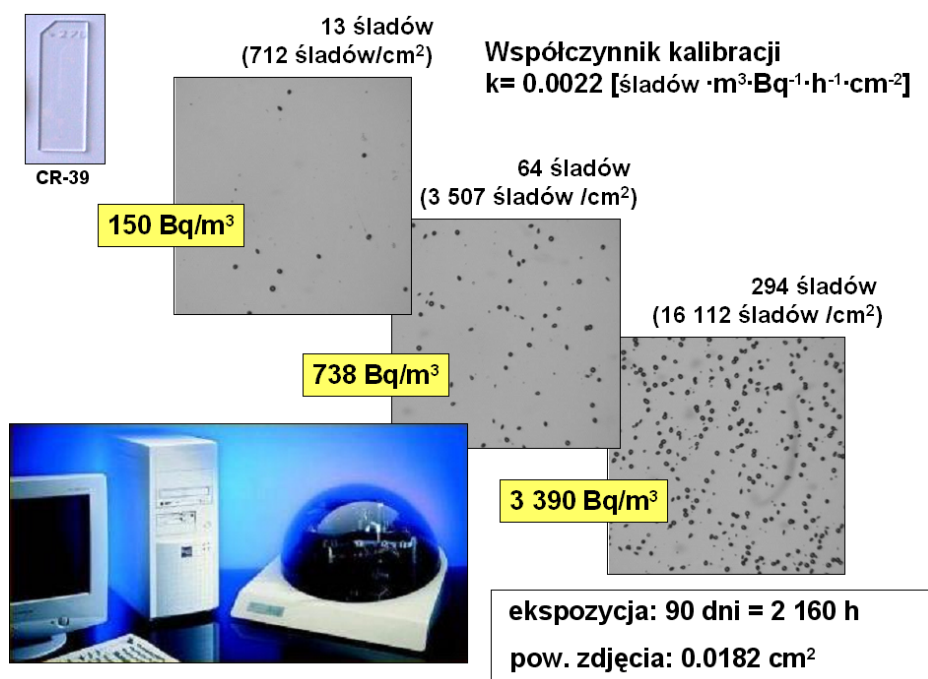 13 śladów
(712 śladów/cm²)
Współczynnik kalibracji
k= 0.0022 [śladów ·m³·Bq⁻¹·h⁻¹·cm⁻²]
CR-39
64 śladów
(3 507 śladów /cm²)
150 Bq/m³
294 śladów
(16 112 śladów /cm²)
738 Bq/m³
3 390 Bq/m³
ekspozycja: 90 dni = 2 160 h
pow. zdjęcia: 0.0182 cm²